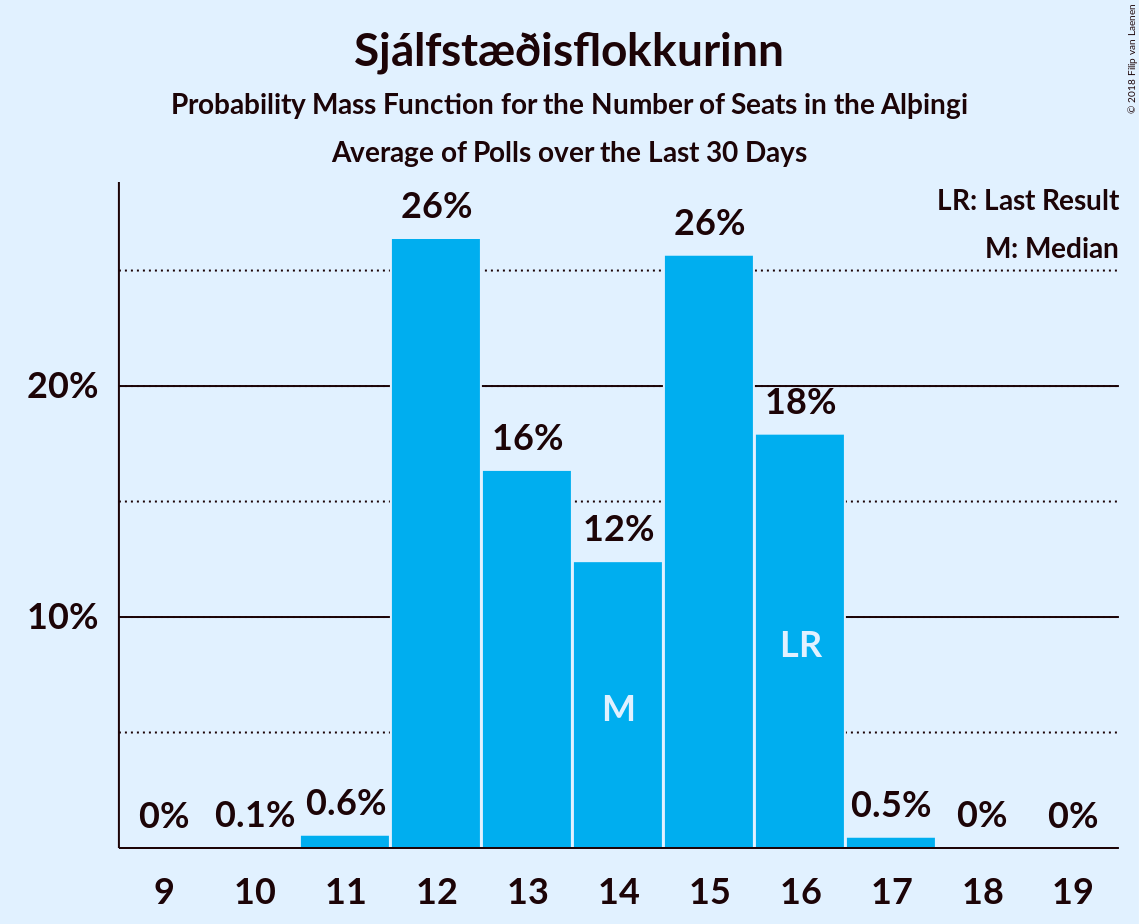 Sjálfstæðisflokkurinn
Probability Mass Function for the Number of Seats in the Alþingi
Average of Polls over the Last 30 Days
© 2018 Filip van Laenen
LR: Last Result
M: Median
26%
26%
20%
18%
16%
12%
10%
LR
M
0%
0.1%
0.6%
0.5%
0%
0%
9 10 11 12 13 14 15 16 17 18 19